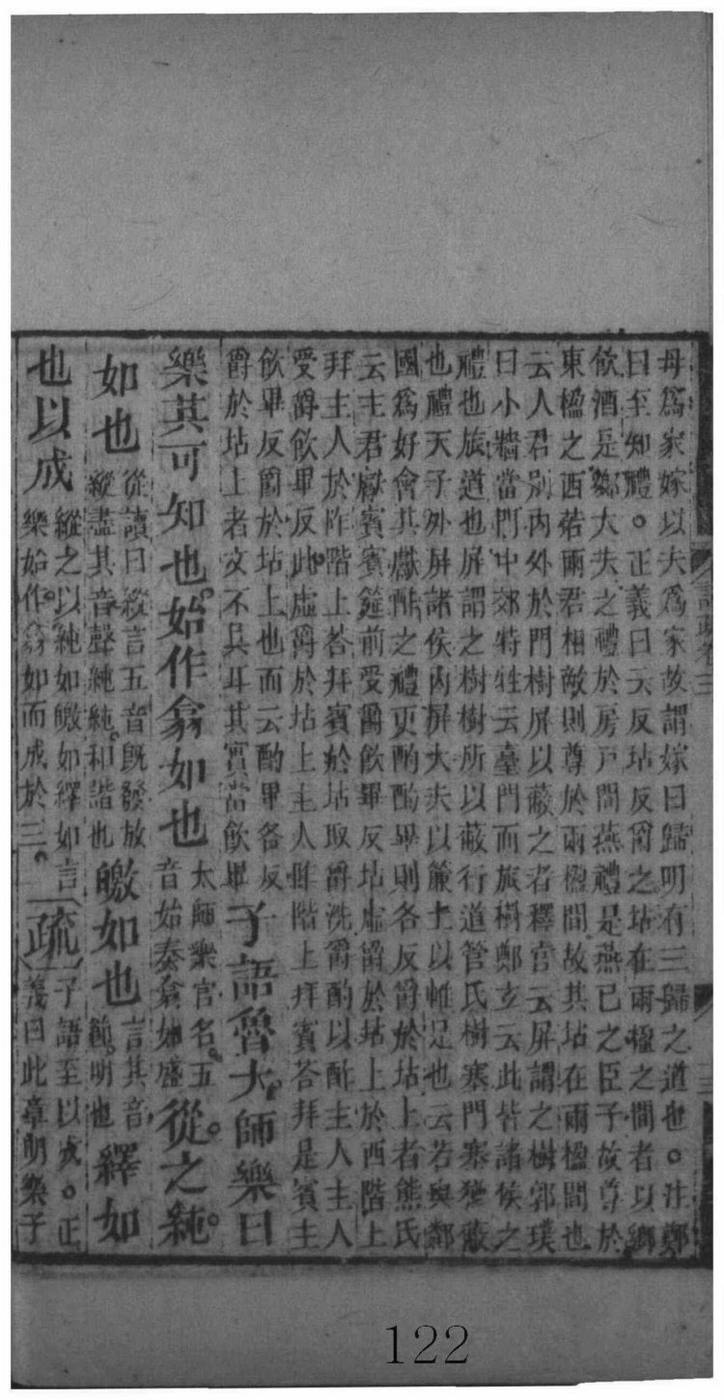 母爲家嫁以夫爲家故謂嫁曰歸明有三歸之道也。注鄭
曰至知禮。正義曰云反坫反爵之坫在兩楹之間者以鄉
飲酒是鄉大夫之禮於房戶間燕禮是燕己之臣子故尊於
東楹之西若兩君相敵則尊於兩楹間故其坫在兩楹間也
云人君別內外於門樹屏以蔽之者釋宮云屏謂之樹郭璞
曰小牆當門中郊特牲云臺門而旅樹鄭玄云此皆諸侯之
禮也旅道也屏謂之樹樹所以蔽行道管氏樹塞門塞猶蔽
也禮天子外屏諸侯內屏大夫以簾士以帷是也云若與鄰
國爲好會其獻酢之禮更酌酌畢則各反爵於坫上者熊氏
云主君獻賓賓筵前受爵飲畢反坫虛爵於坫上於西階上
拜主人於阼階上荅拜賓於坫取爵洗爵酌以酢主人主人
受爵飲畢反此虛爵於坫上主人阼階上拜賓荅拜是賓主
飲畢反爵於坫上也而云酌畢各反
爵於坫上者文不具耳其實當飲畢
子語魯大師樂曰
樂其可知也始作翕如也
大師樂官名五
音始奏翕如盛
從之純
如也
從讀曰縱言五音既發放
縱盡其音聲純純和諧也
皦如也
言其音
節明也
繹如
也以成
縱之以純如皦如繹如言
樂始作翕如而成於三。
疏
子語至以成。正
義曰此章明樂子
122